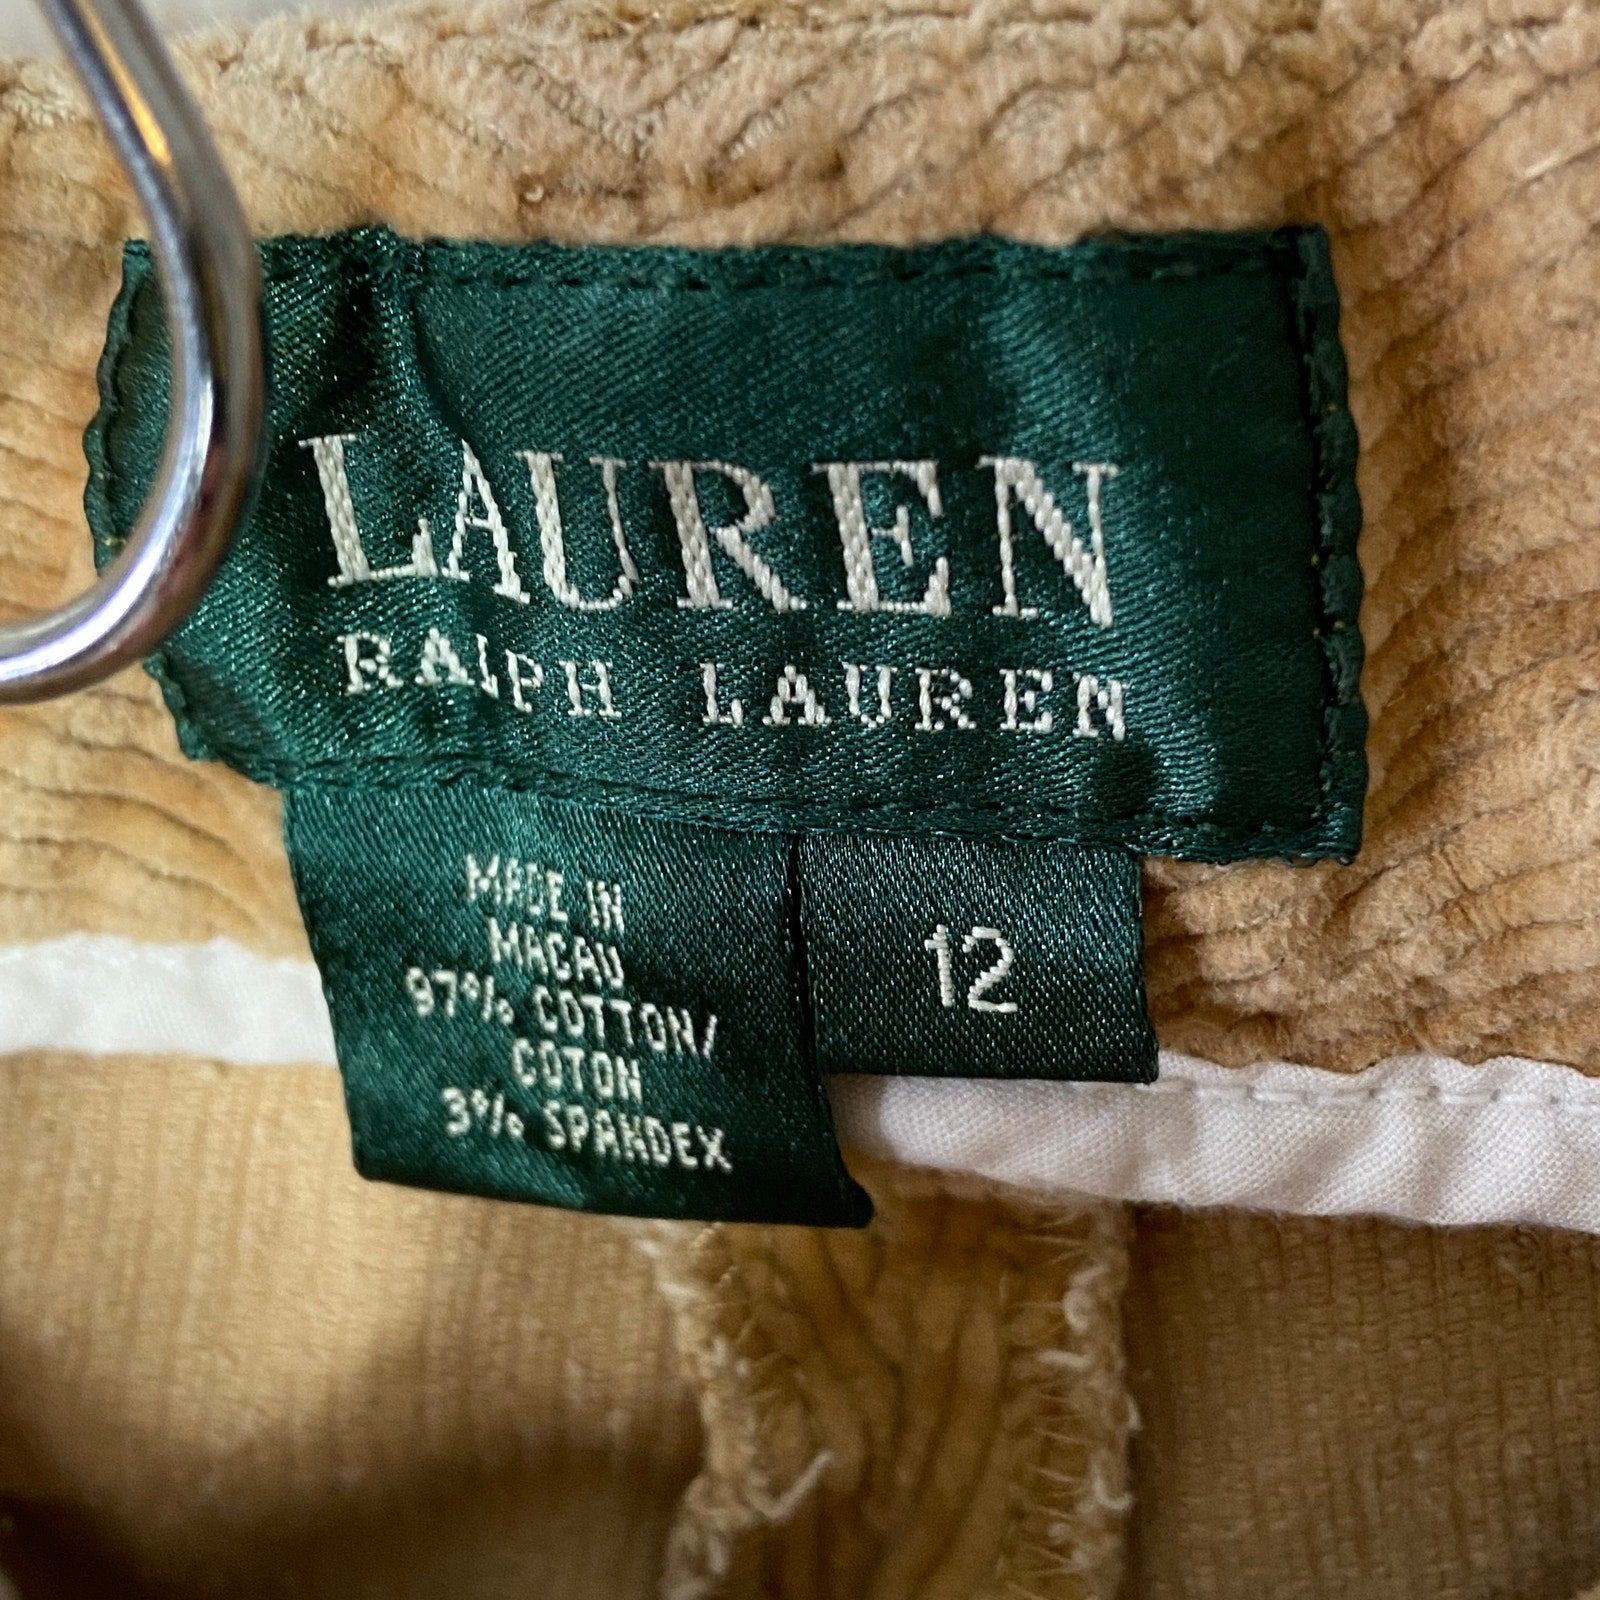 LAUREN
RALPH LAUREN
MADE IN
MACAU
97% COTTON/
COTON
3% SPANDEX
12